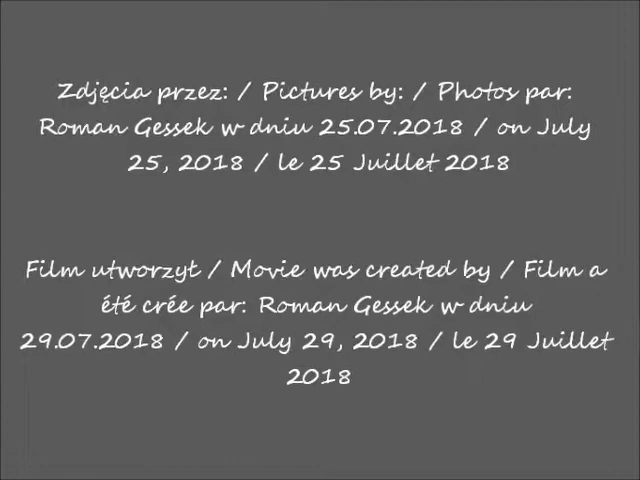 Zdjęcia przez: / Pictures by: / Photos par:
Roman Gessek w dniu 25.07.2018 / on July
25, 2018 / le 25 Juillet 2018
Film utworzył / Movie was created by / Film a
été crée par: Roman Gessek w dniu
29.07.2018 / on July 29, 2018 / le 29 Juillet
2018